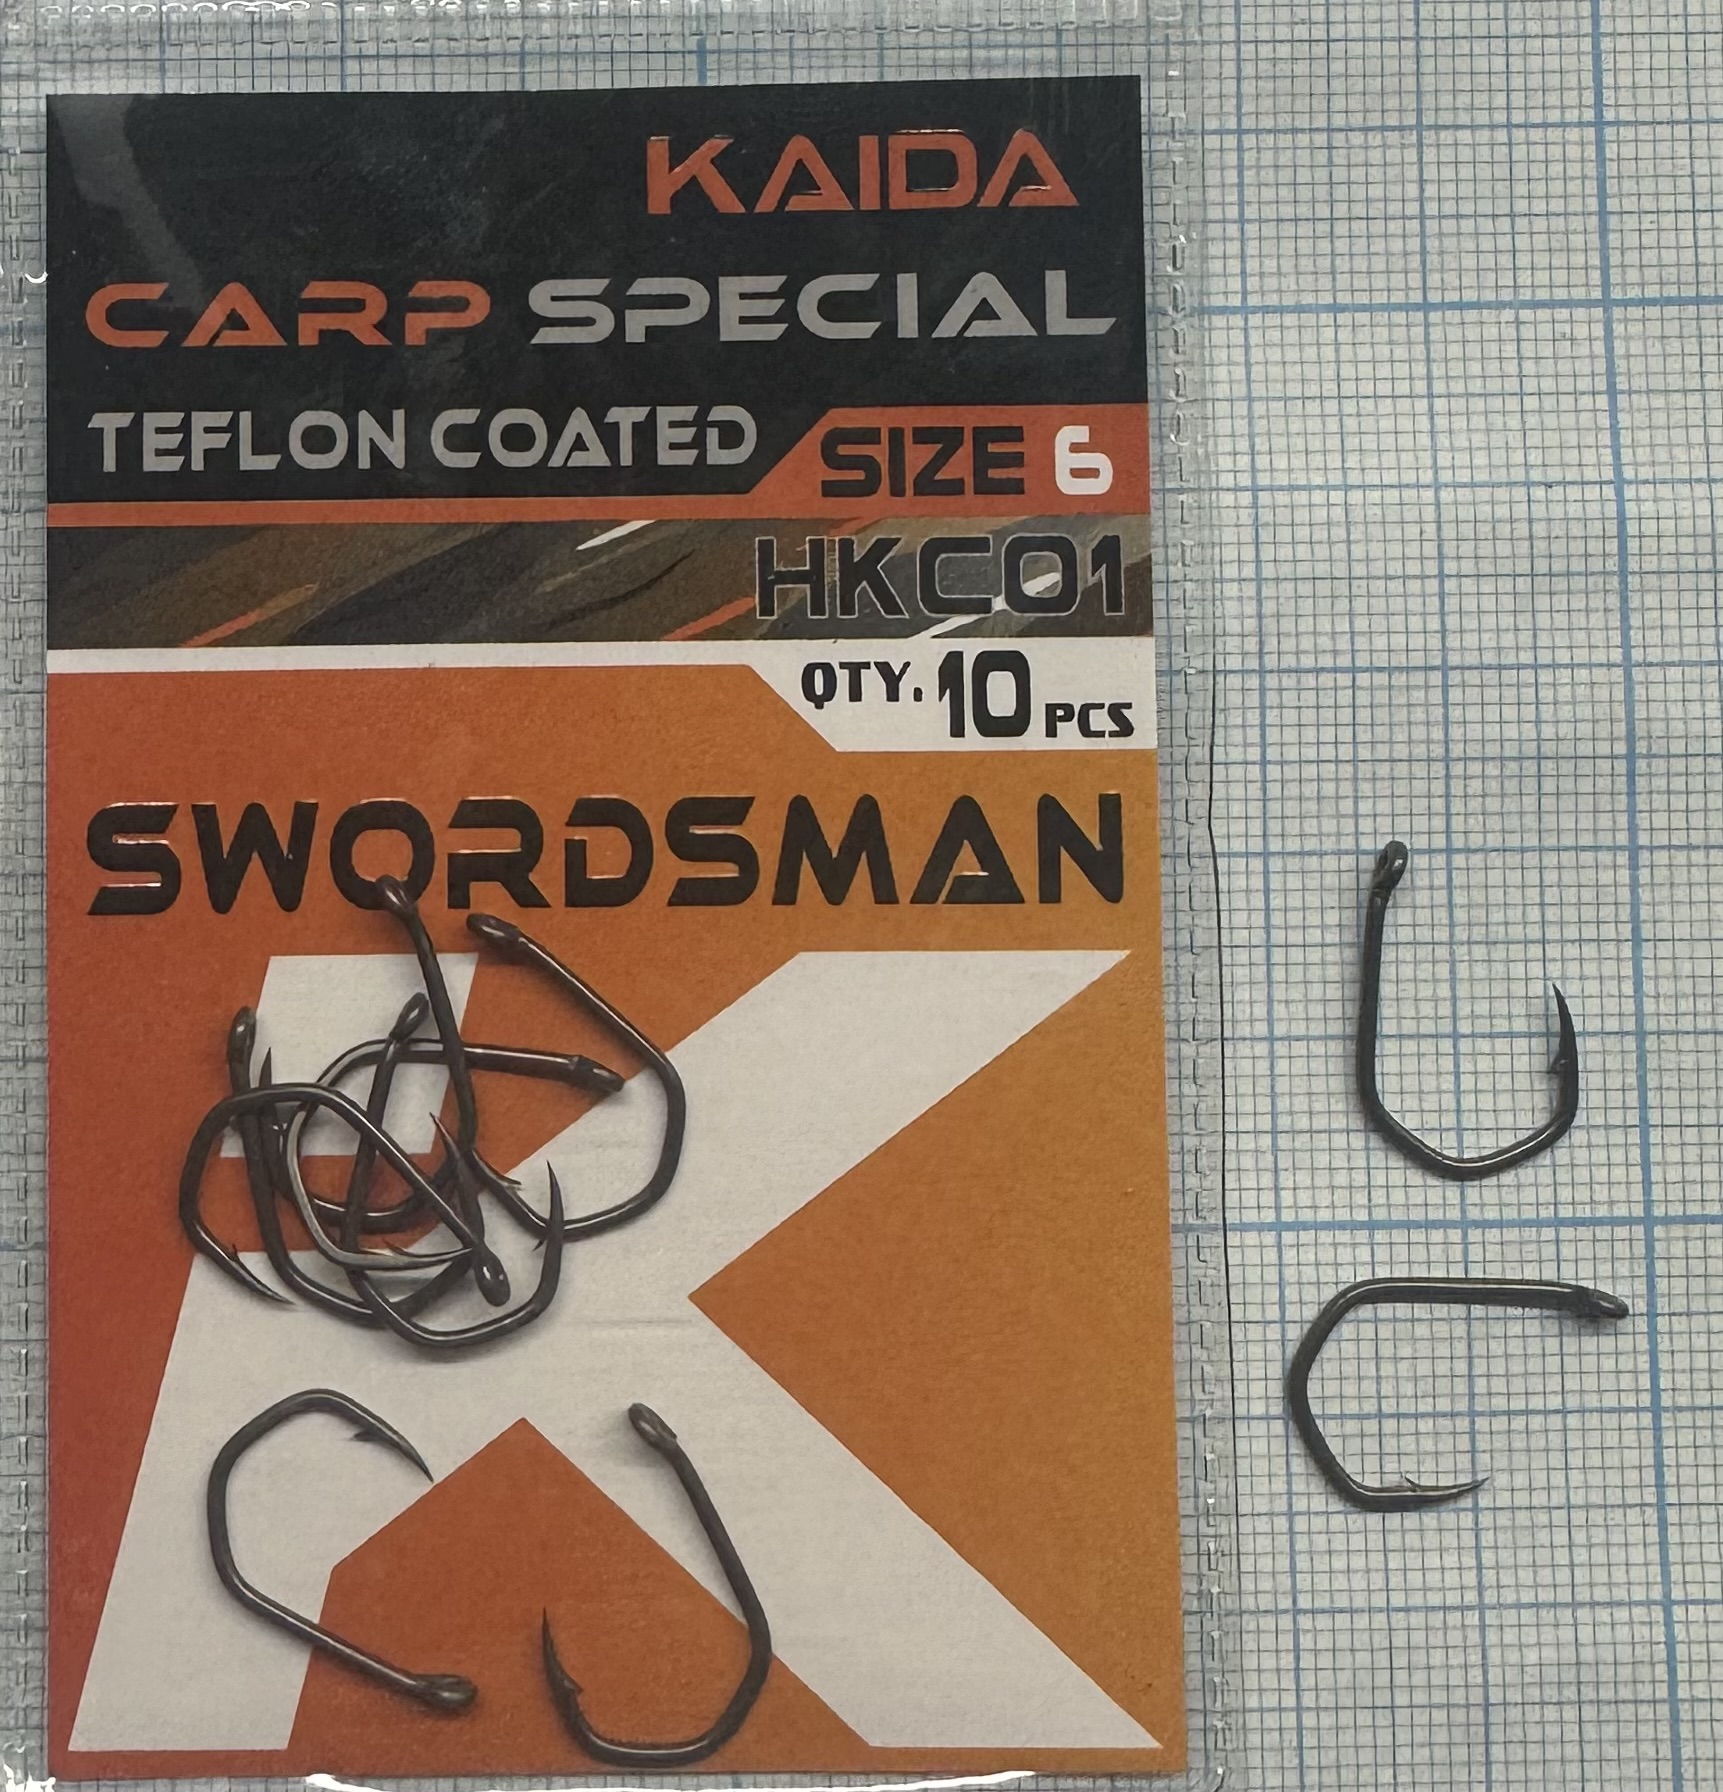 KAIDA
CARP SPECIAL
TEFLON COATED SIZE 6
HKC01
QTY. 10 PCS
SWORDSMAN
K